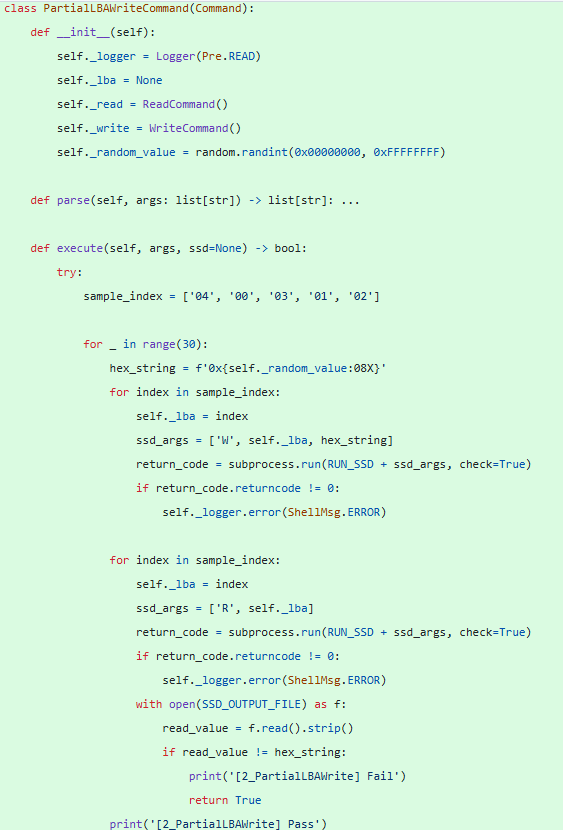 class PartialLBAWriteCommand(Command):
    def __init__(self):
        self._logger = Logger(Pre.READ)
        self._lba = None
        self._read = ReadCommand()
        self._write = WriteCommand()
        self._random_value = random.randint(0x00000000, 0xFFFFFFFF)

    def parse(self, args: list[str]) -> list[str]: ...

    def execute(self, args, ssd=None) -> bool:
        try:
            sample_index = ['04', '00', '03', '01', '02']

            for _ in range(30):
                hex_string = f'0x{self._random_value:08X}'
                for index in sample_index:
                    self._lba = index
                    ssd_args = ['W', self._lba, hex_string]
                    return_code = subprocess.run(RUN_SSD + ssd_args, check=True)
                    if return_code.returncode != 0:
                        self._logger.error(ShellMsg.ERROR)

                for index in sample_index:
                    self._lba = index
                    ssd_args = ['R', self._lba]
                    return_code = subprocess.run(RUN_SSD + ssd_args, check=True)
                    if return_code.returncode != 0:
                        self._logger.error(ShellMsg.ERROR)
                    with open(SSD_OUTPUT_FILE) as f:
                        read_value = f.read().strip()
                        if read_value != hex_string:
                            print('[2_PartialLBAWrite] Fail')
                            return True
                print('[2_PartialLBAWrite] Pass')